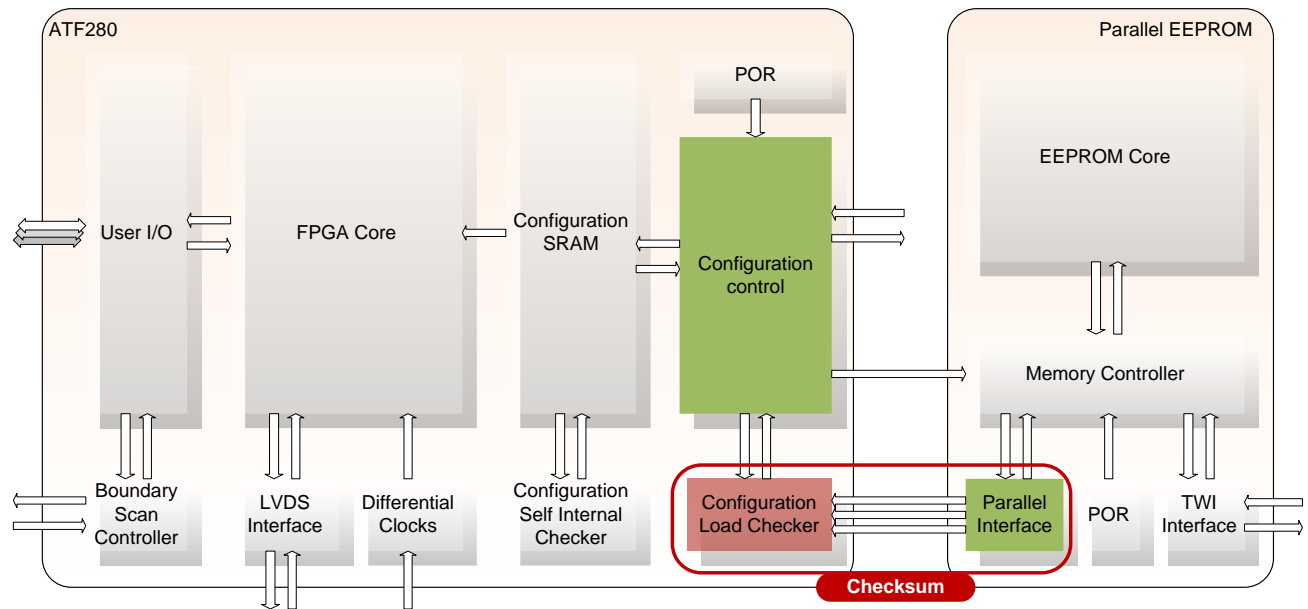 ATF280
Parallel EEPROM
POR
EEPROM Core
User I/O
FPGA Core
Configuration
SRAM
Configuration
control
Memory Controller
Boundary
Scan
Controller
LVDS
Interface
Differential
Clocks
Configuration
Self Internal
Checker
Configuration
Load Checker
Parallel
Interface
POR
TWI
Interface
Checksum